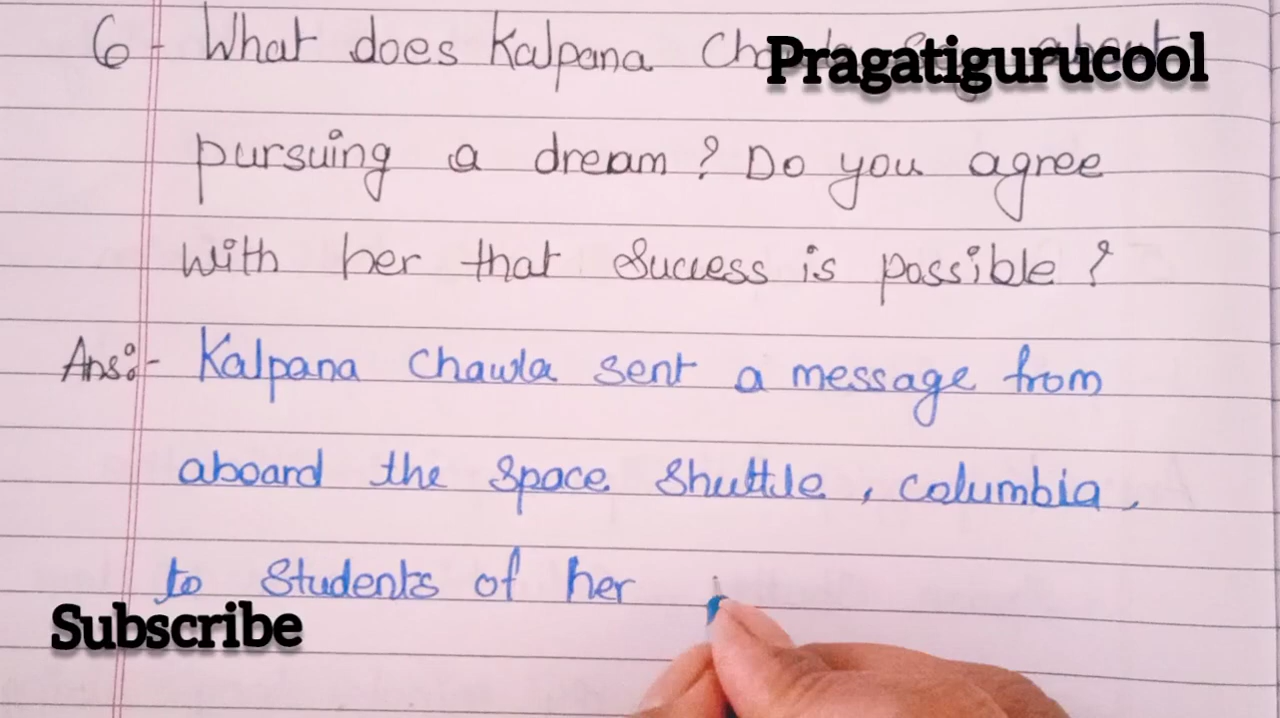 6 - What does Kalpana
Pragatigurucool
pursuing a dream ? Do you agree
with her that Success is possible ?
Ans:- Kalpana Chawla sent a message from
aboard the Space Shuttle, columbia,
to Students of her
Subscribe